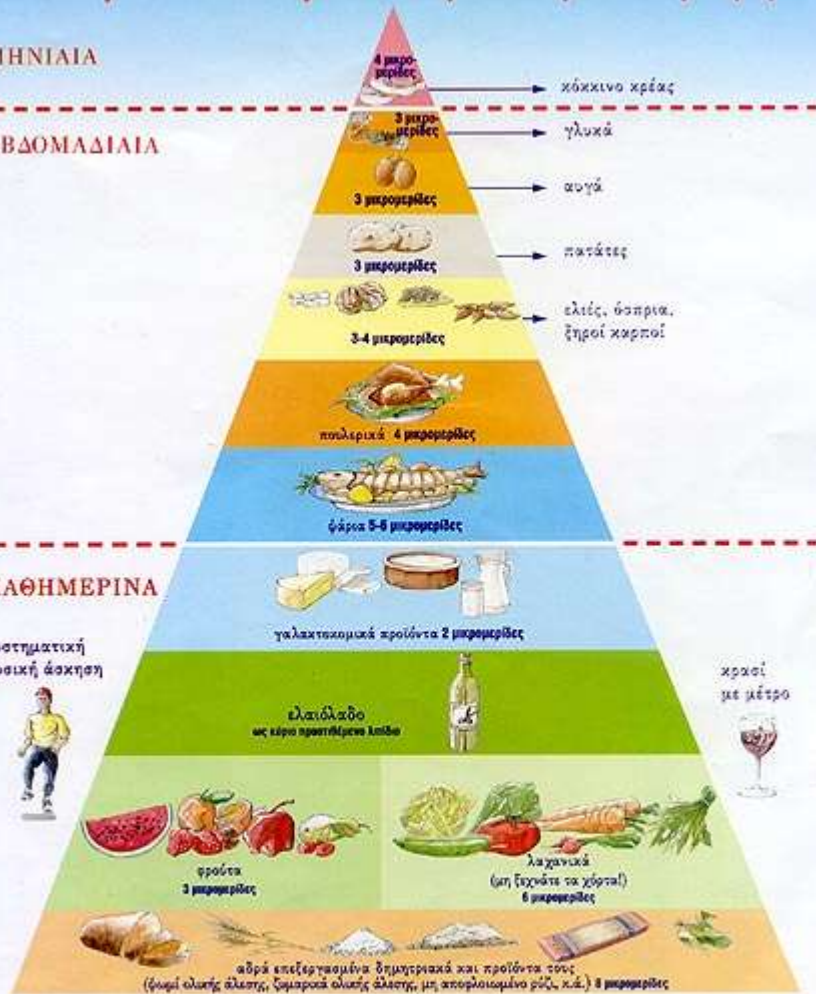 ΗΝΙΑΙΑ
4 μικρο-
μερίδες
κόκκινο κρέας
ΒΔΟΜΑΔΙΑΙΑ
3 μικρο-
μερίδες
γλυκά
3 μικρομερίδες
αυγά
3 μικρομερίδες
πατάτες
3-4 μικρομερίδες
ελιές, όσπρια,
ξηροί καρποί
πουλερικά 4 μικρομερίδες
ψάρια 5-6 μικρομερίδες
ΑΘΗΜΕΡΙΝΑ
γαλακτοκομικά προϊόντα 2 μικρομερίδες
στηματική
σική άσκηση
ελαιόλαδο
ως κύριο προστιθέμενο λιπίδιο
κρασί
με μέτρο
φρούτα
3 μικρομερίδες
λαχανικά
(μη ξεχνάτε τα χόρτα!)
6 μικρομερίδες
αδρά επεξεργασμένα δημητριακά και προϊόντα τους
(ψωμί ολικής άλεσης, ζυμαρικά ολικής άλεσης, μη αποφλοιωμένο ρύζι, κ.ά.) 8 μικρομερίδες